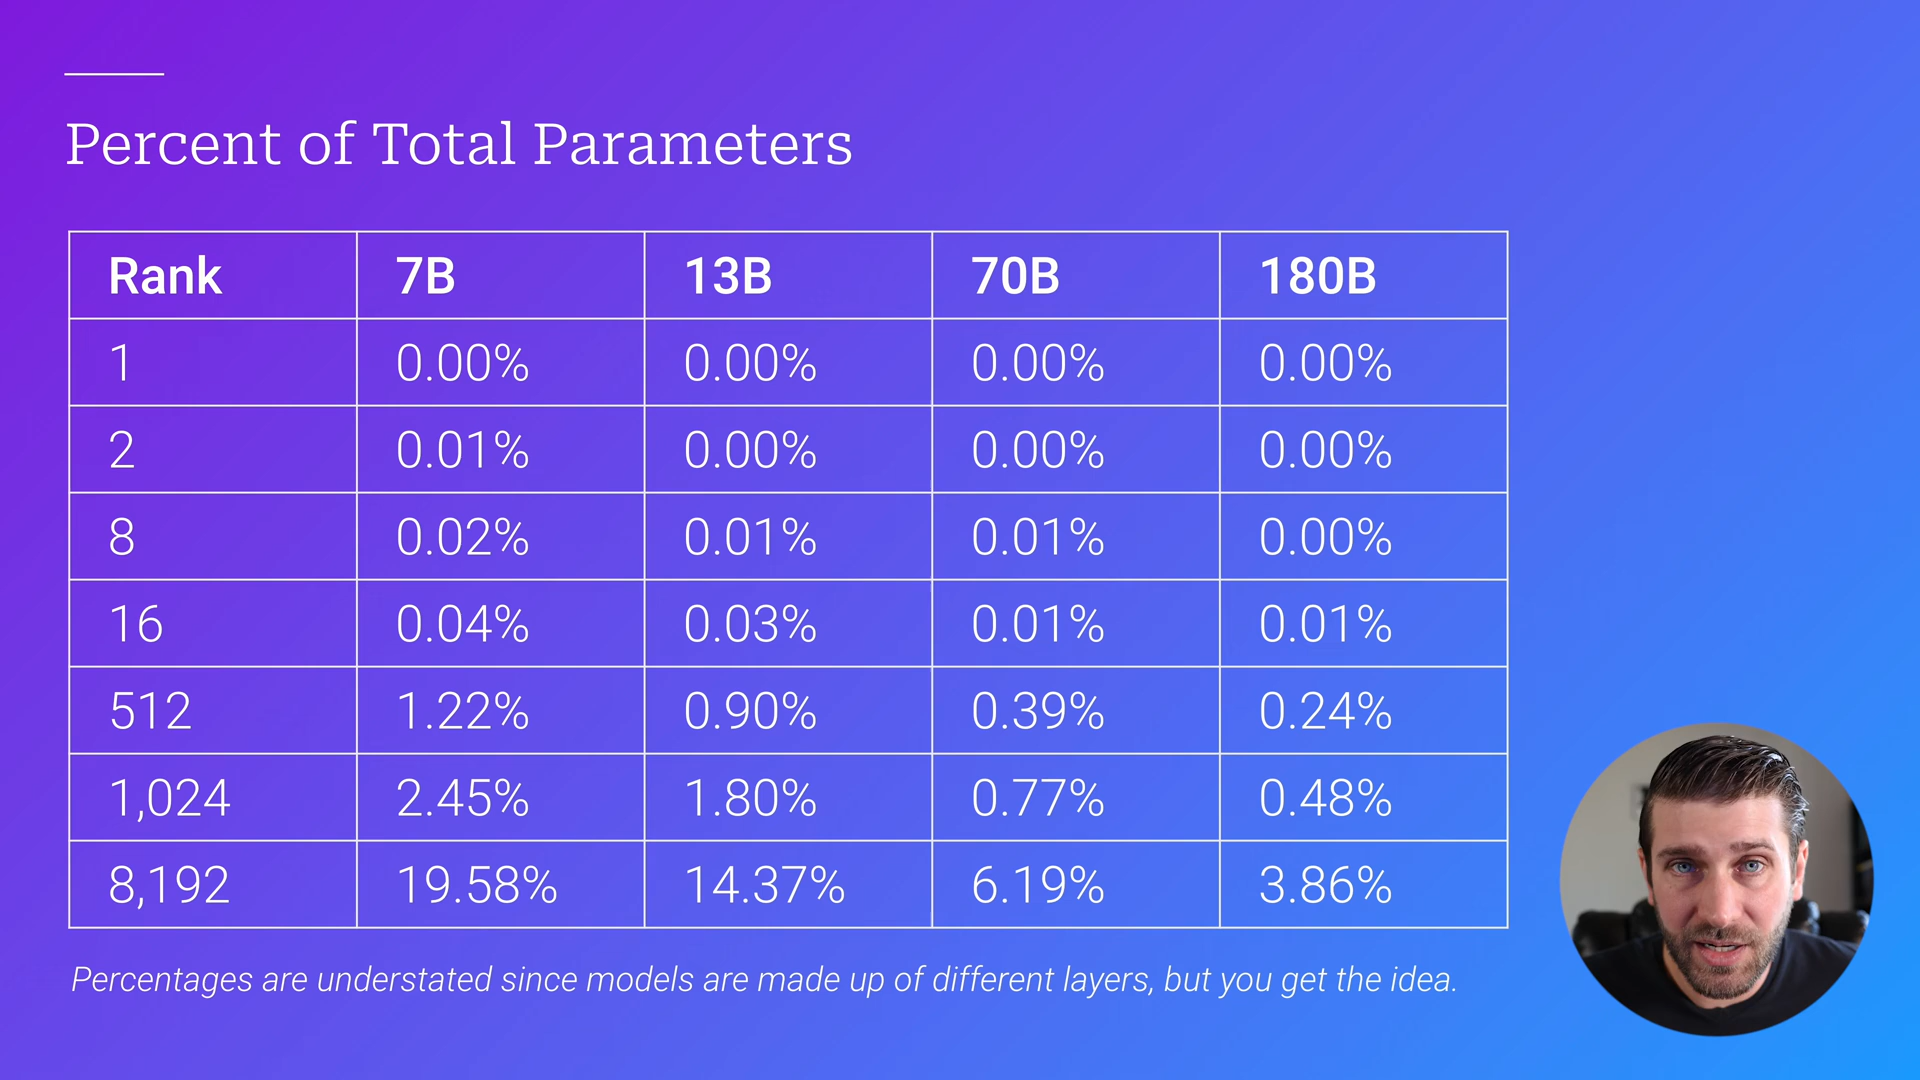 Percent of Total Parameters
Rank 7B 13B 70B 180B
1 0.00% 0.00% 0.00% 0.00%
2 0.01% 0.00% 0.00% 0.00%
8 0.02% 0.01% 0.01% 0.00%
16 0.04% 0.03% 0.01% 0.01%
512 1.22% 0.90% 0.39% 0.24%
1,024 2.45% 1.80% 0.77% 0.48%
8,192 19.58% 14.37% 6.19% 3.86%
Percentages are understated since models are made up of different layers, but you get the idea.